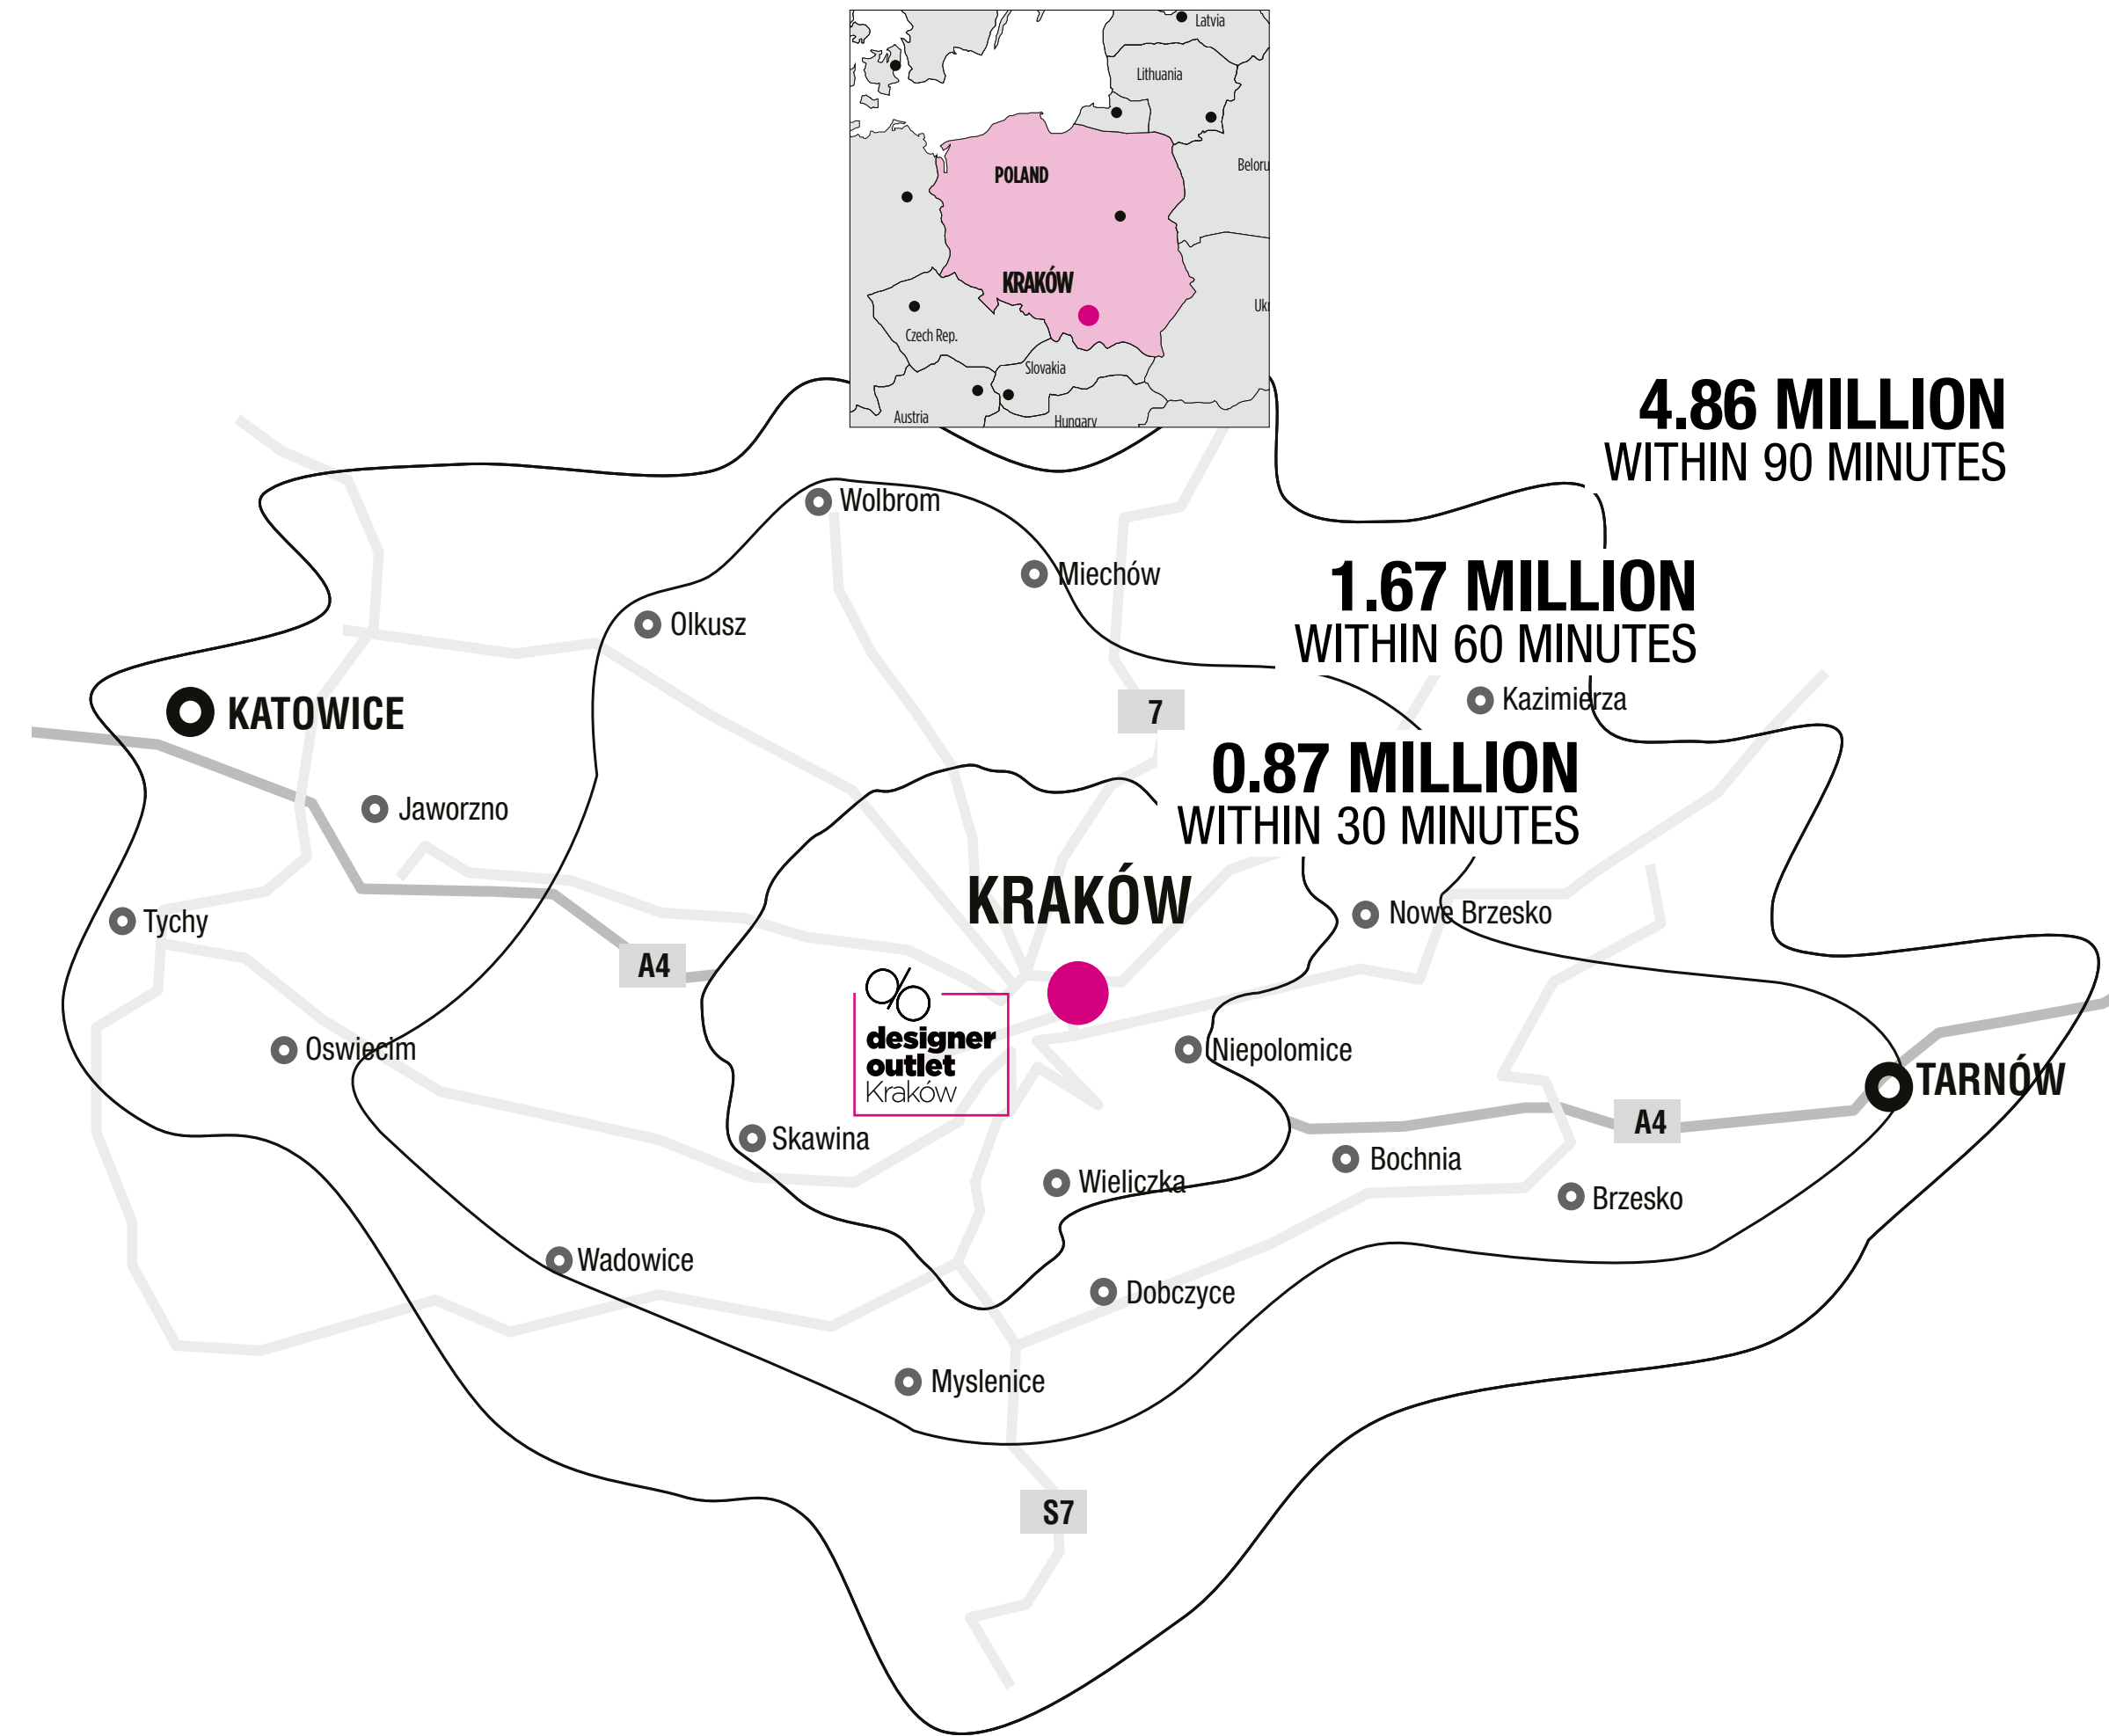 Latvia
Lithuania
Beloru
POLAND
KRAKÓW
Ukr
Czech Rep.
Slovakia
Austria
Hungary
4.86 MILLION
WITHIN 90 MINUTES
Wolbrom
Miechów
1.67 MILLION
WITHIN 60 MINUTES
Olkusz
KATOWICE
7
Kazimierza
0.87 MILLION
WITHIN 30 MINUTES
Jaworzno
KRAKÓW
Tychy
Nowe Brzesko
A4
%
designer
outlet
Kraków
Oswiecim
Niepolomice
TARNÓW
A4
Skawina
Bochnia
Wieliczka
Brzesko
Wadowice
Dobczyce
Myslenice
S7